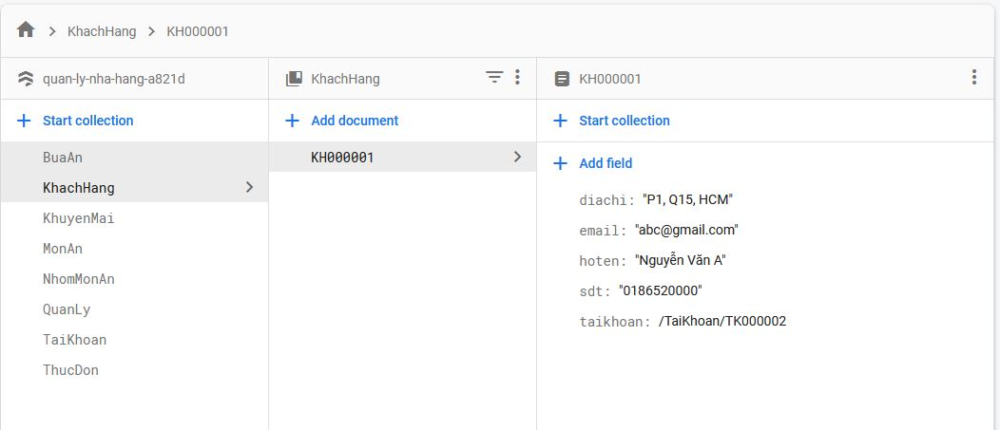 KhachHang > KH000001
quan-ly-nha-hang-a821d
Start collection
BuaAn
KhachHang
KhuyenMai
MonAn
NhomMonAn
QuanLy
TaiKhoan
ThucDon
KhachHang
Add document
KH000001
KH000001
Start collection
Add field
diachi: "P1, Q15, HCM"
email: "abc@gmail.com"
hoten: "Nguyễn Văn A"
sdt: "0186520000"
taikhoan: /TaiKhoan/TK000002